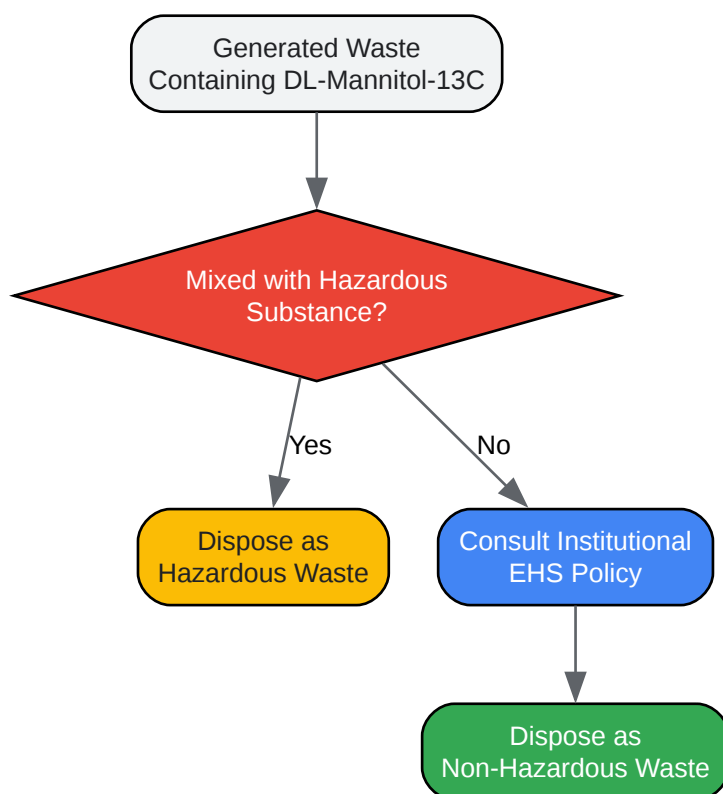 Generated Waste
Containing DL-Mannitol-13C
Mixed with Hazardous
Substance?
Yes
No
Dispose as
Hazardous Waste
Consult Institutional
EHS Policy
Dispose as
Non-Hazardous Waste